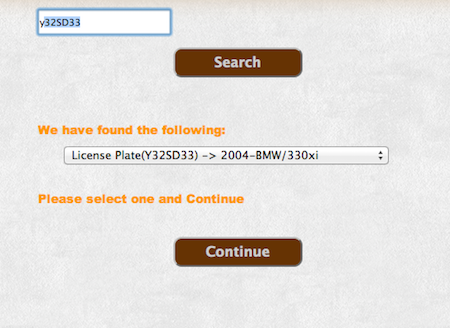 y32SD33
Search
We have found the following:
License Plate(Y32SD33) -> 2004-BMW/330xi
Please select one and Continue
Continue